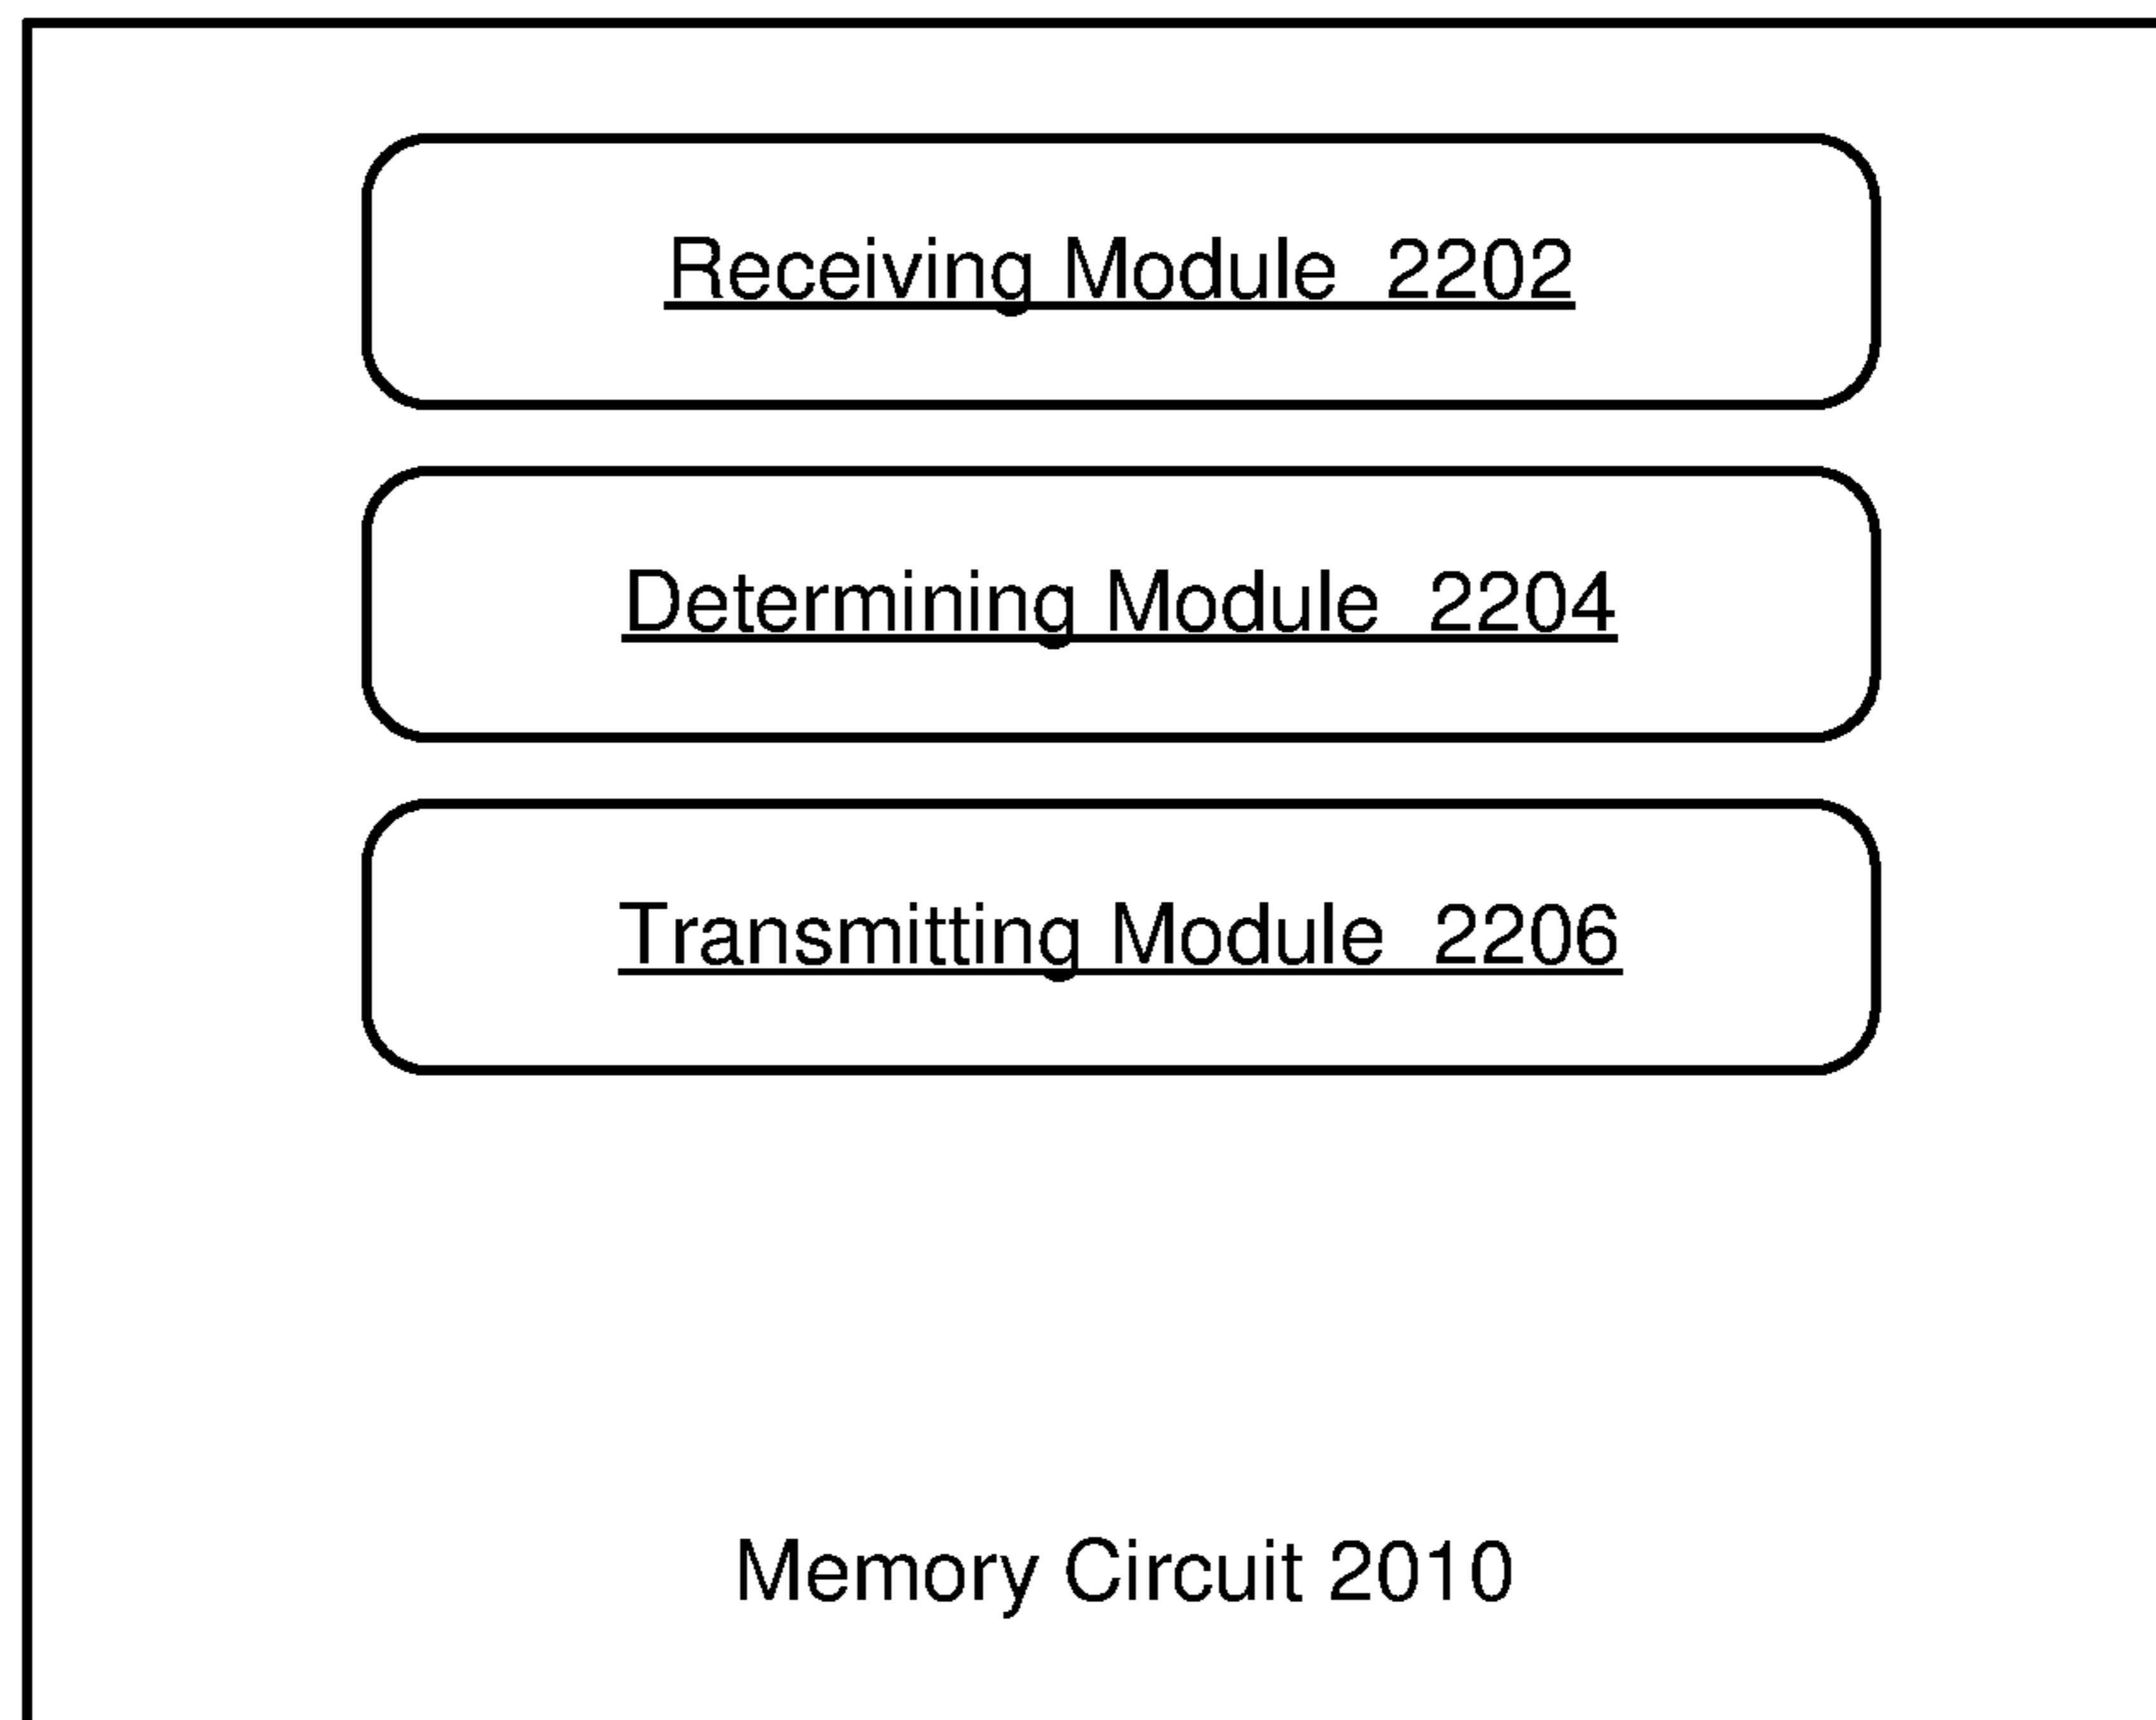 Receiving Module 2202
Determining Module 2204
Transmitting Module 2206
Memory Circuit 2010